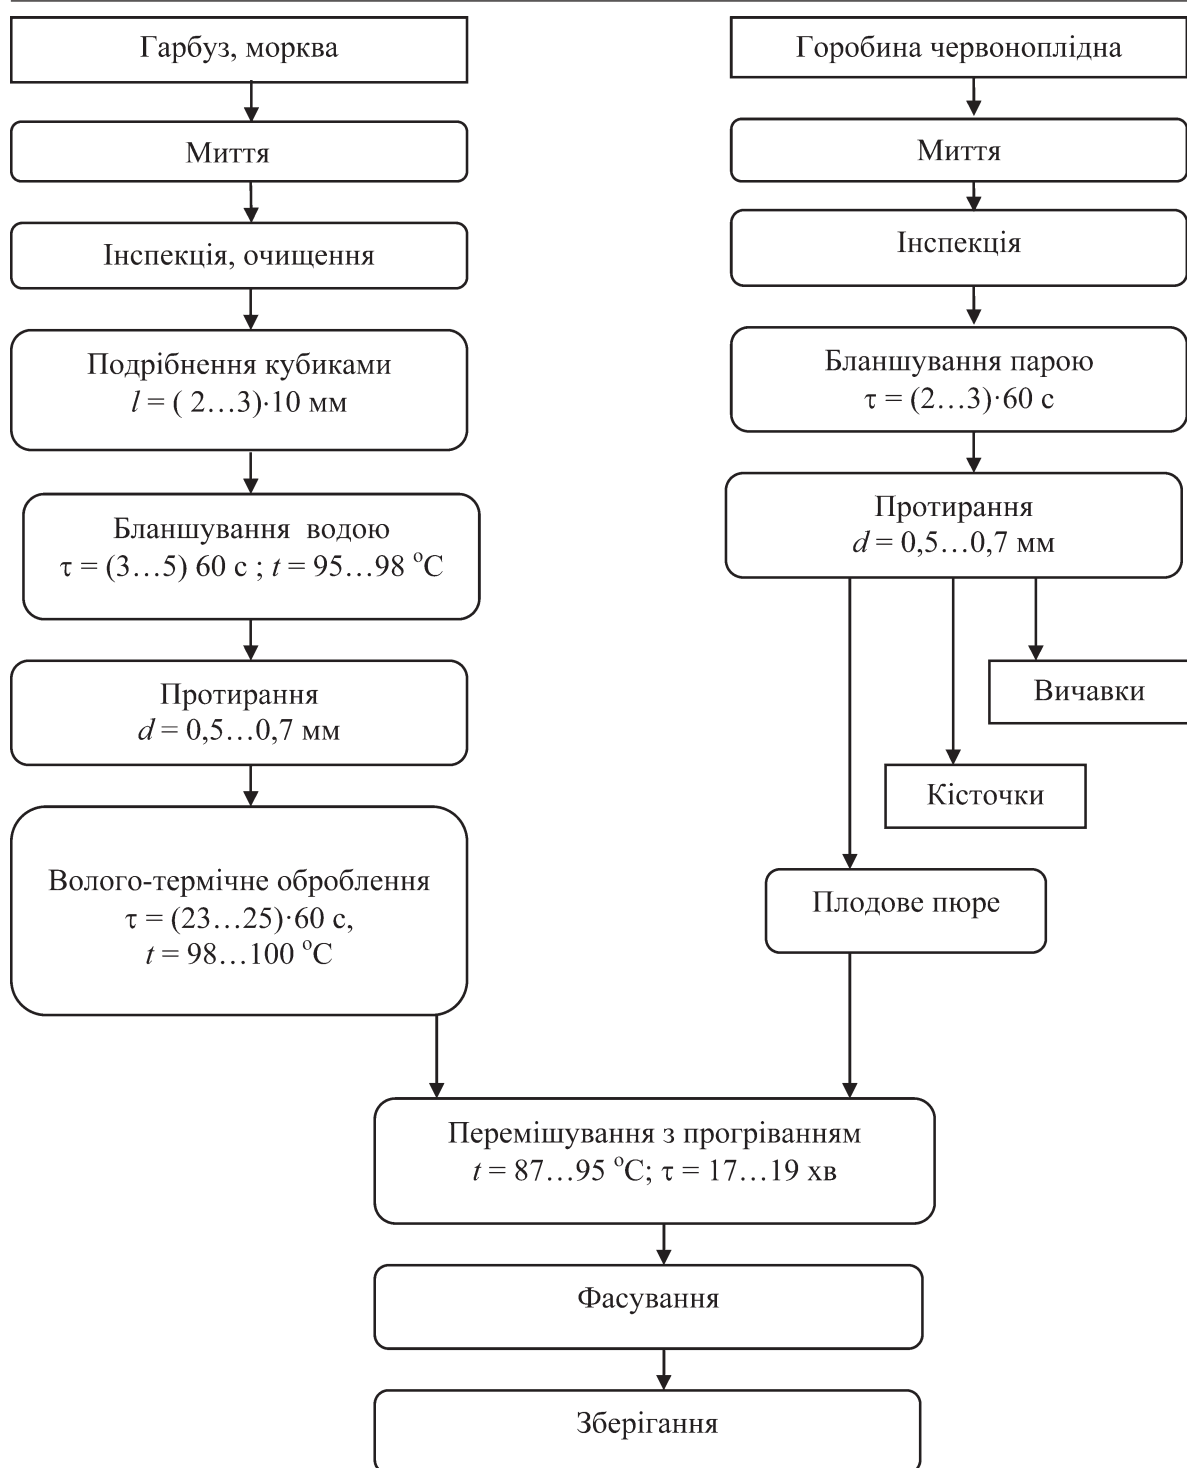 Гарбуз, морква
Миття
Інспекція, очищення
Подрібнення кубиками
l = ( 2…3)·10 мм
Бланшування  водою
τ = (3…5) 60 с ; t = 95…98 °С
Протирання
d = 0,5…0,7 мм
Волого-термічне оброблення
τ = (23…25)·60 с,
t = 98…100 °С
Горобина червоноплідна
Миття
Інспекція
Бланшування парою
τ = (2…3)·60 с
Протирання
d = 0,5…0,7 мм
Вичавки
Кісточки
Плодове пюре
Перемішування з прогріванням
t = 87…95 °С; τ = 17…19 хв
Фасування
Зберігання